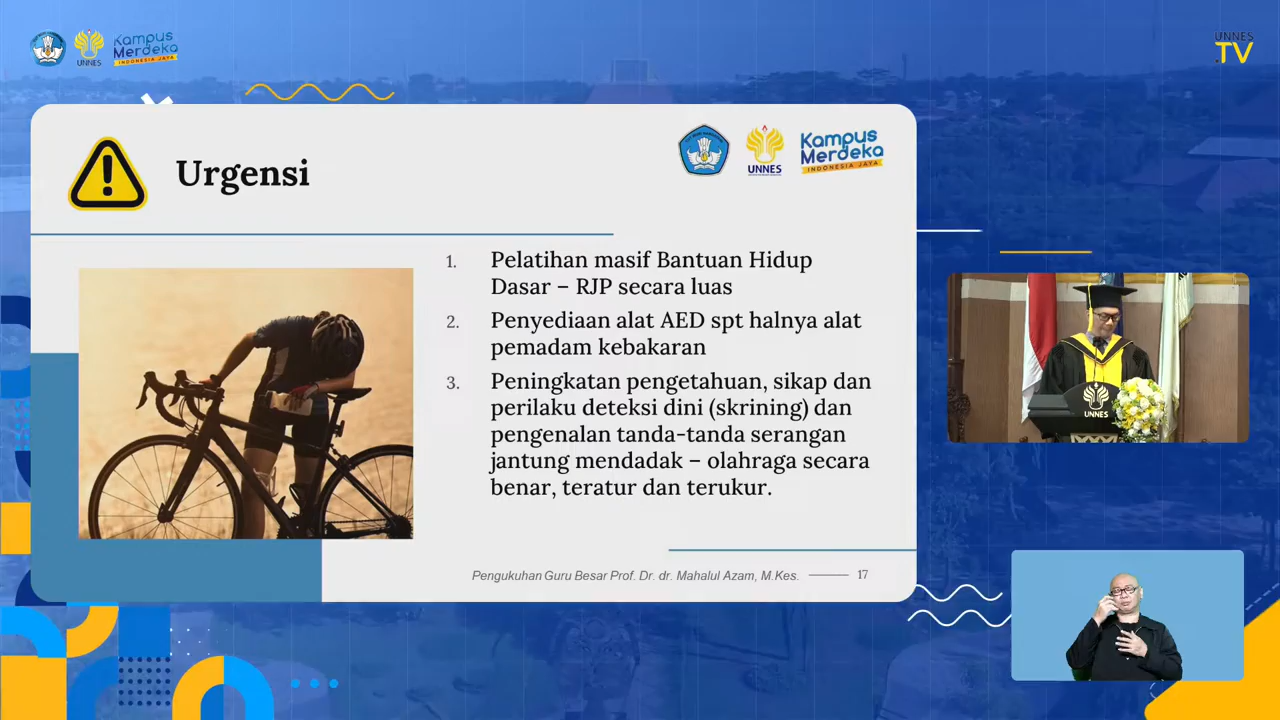 UNNES
Kampus
Merdeka
INDONESIA JAYA
UNNES
TV
Urgensi
UNNES
Kampus
Merdeka
INDONESIA JAYA
1. Pelatihan masif Bantuan Hidup
Dasar – RJP secara luas
2. Penyediaan alat AED spt halnya alat
pemadam kebakaran
3. Peningkatan pengetahuan, sikap dan
perilaku deteksi dini (skrining) dan
pengenalan tanda-tanda serangan
jantung mendadak – olahraga secara
benar, teratur dan terukur.
Pengukuhan Guru Besar Prof. Dr. dr. Mahalul Azam, M.Kes. 17
UNNES